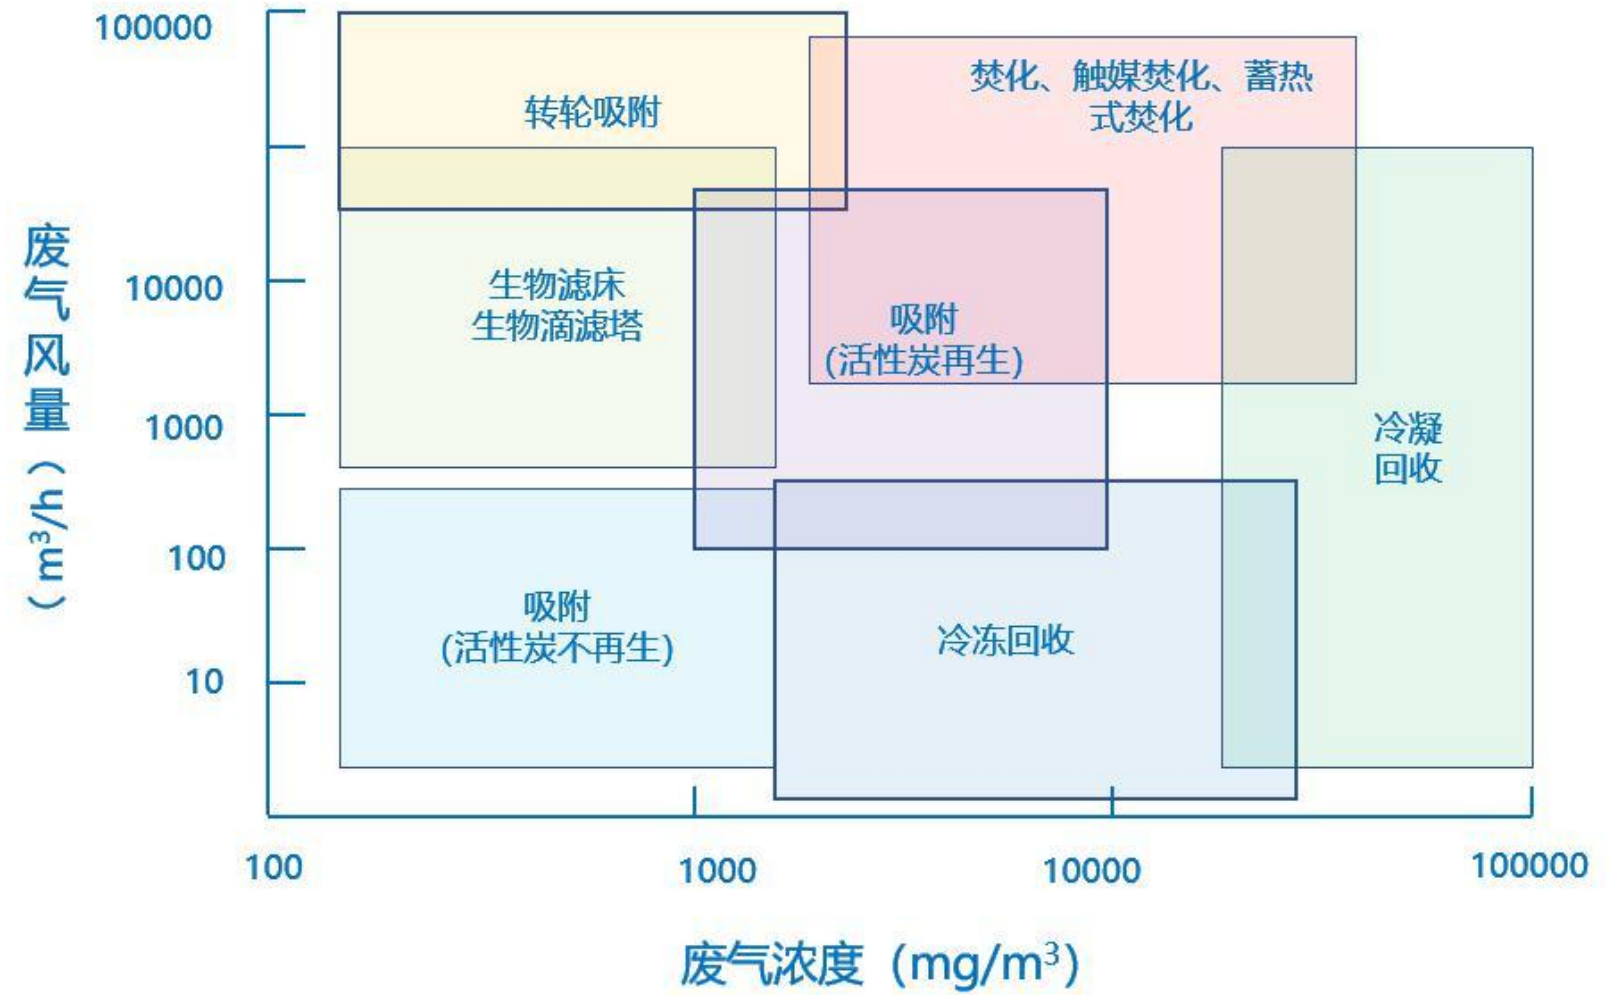 100000
转轮吸附
焚化、触媒焚化、蓄热
式焚化
废气风量（m³/h）
10000
生物滤床
生物滴滤塔
吸附
(活性炭再生)
1000
冷凝
回收
100
吸附
(活性炭不再生)
冷冻回收
10
100
1000
10000
100000
废气浓度（mg/m³）